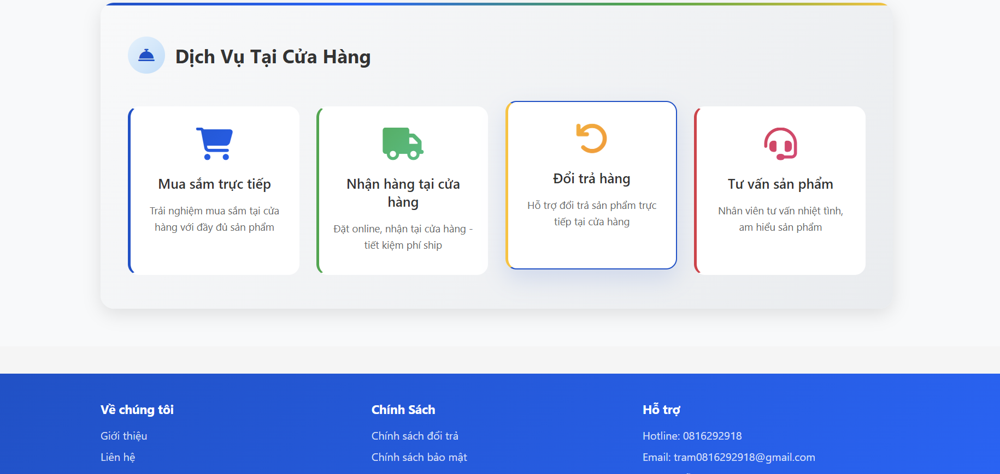 Dịch Vụ Tại Cửa Hàng
Mua sắm trực tiếp
Trải nghiệm mua sắm tại cửa
hàng với đầy đủ sản phẩm
Nhận hàng tại cửa
hàng
Đặt online, nhận tại cửa hàng -
tiết kiệm phí ship
Đổi trả hàng
Hỗ trợ đổi trả sản phẩm trực
tiếp tại cửa hàng
Tư vấn sản phẩm
Nhân viên tư vấn nhiệt tình,
am hiểu sản phẩm
Về chúng tôi
Giới thiệu
Liên hệ
Chính Sách
Chính sách đổi trả
Chính sách bảo mật
Hỗ trợ
Hotline: 0816292918
Email: tram0816292918@gmail.com